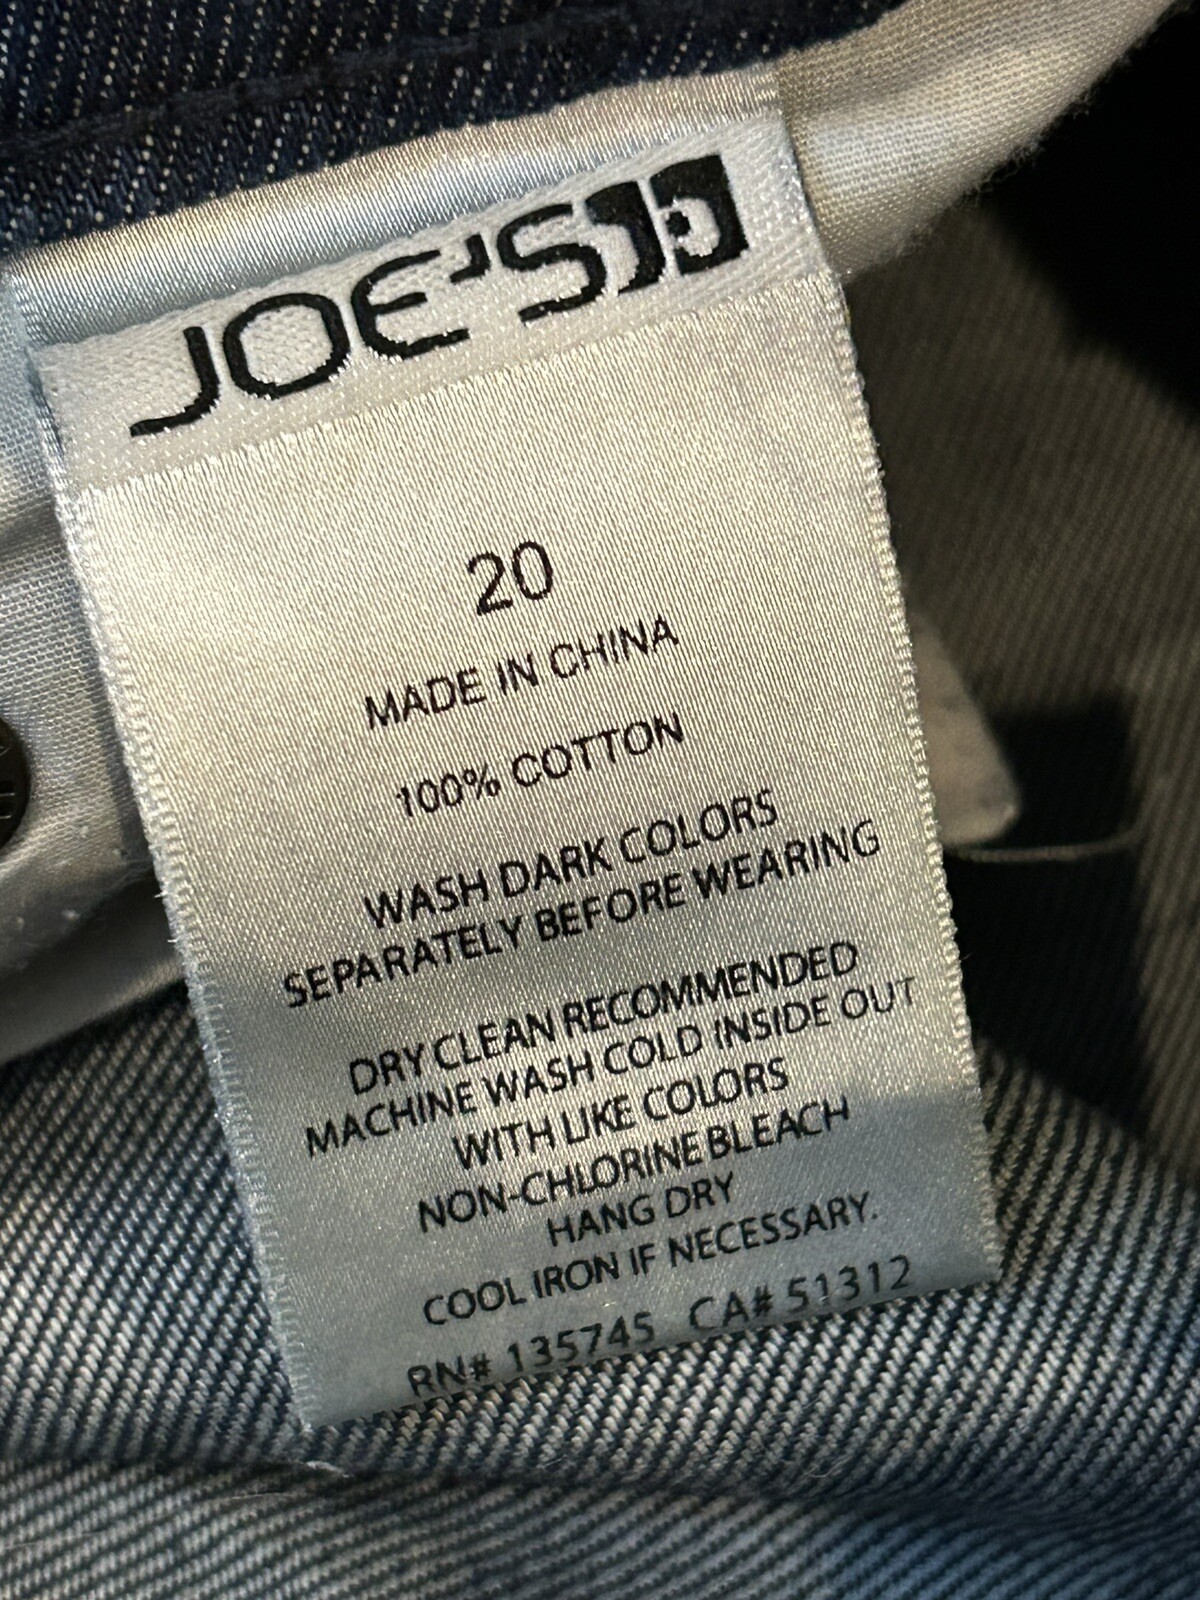 JOE'S
20
MADE IN CHINA
100% COTTON
WASH DARK COLORS
SEPARATELY BEFORE WEARING
DRY CLEAN RECOMMENDED
MACHINE WASH COLD INSIDE OUT
WITH LIKE COLORS
NON-CHLORINE BLEACH
HANG DRY
COOL IRON IF NECESSARY.
RN# 135745 CA# 51312